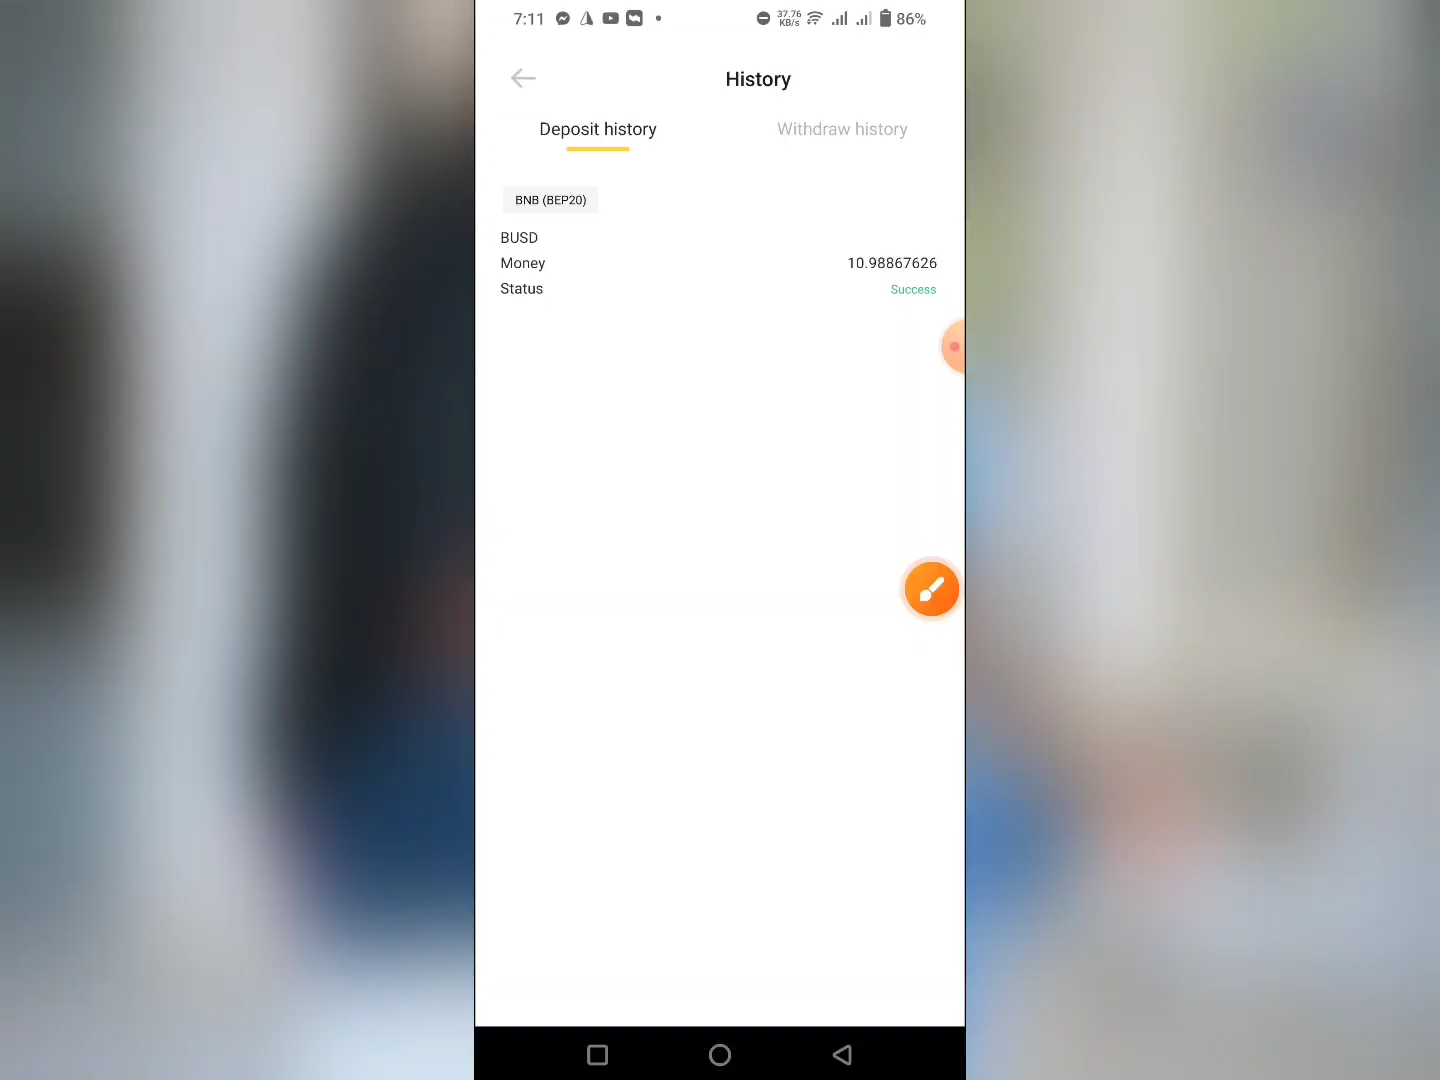 7:11
37.76
KB/s
86%
History
Deposit history
Withdraw history
BNB (BEP20)
BUSD
Money 10.98867626
Status Success